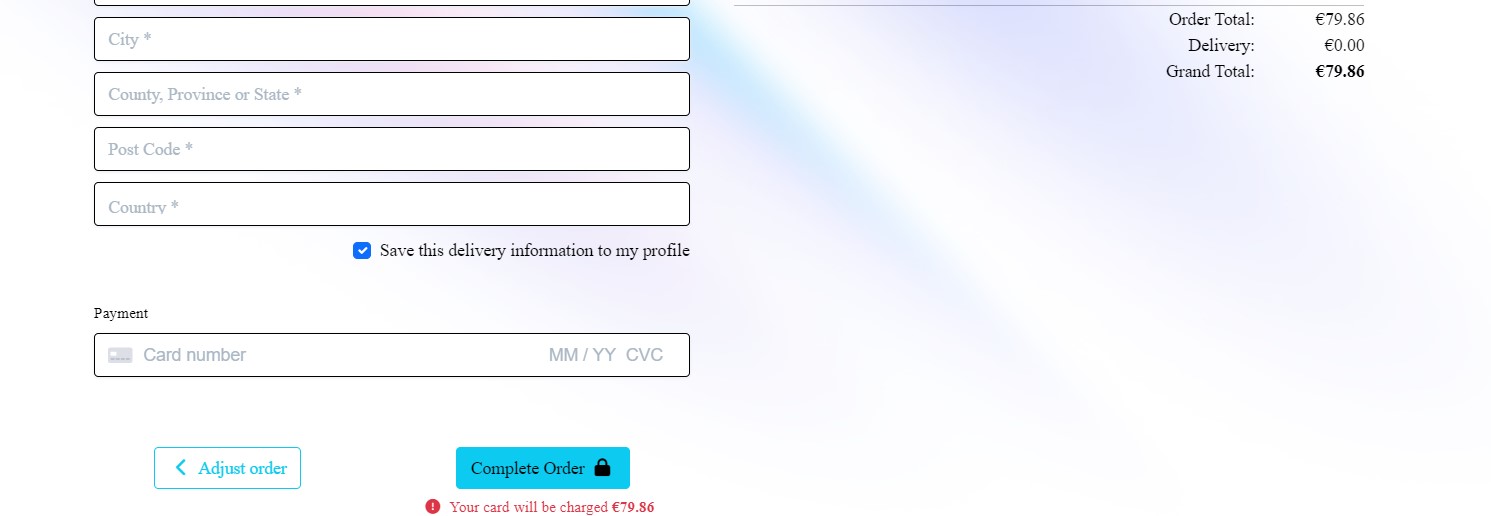 City *
County, Province or State *
Post Code *
Country *
Save this delivery information to my profile
Payment
Card number MM / YY CVC
Adjust order
Complete Order
Your card will be charged €79.86
Order Total: €79.86
Delivery: €0.00
Grand Total: €79.86